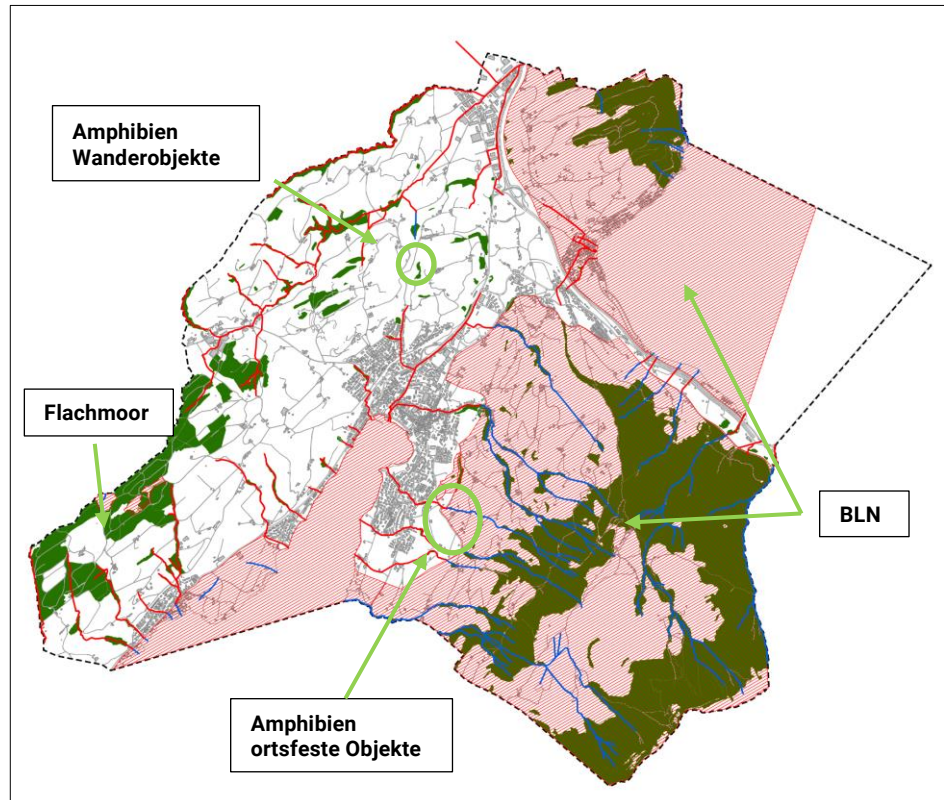 Amphibien
Wanderobjekte
Flachmoor
BLN
Amphibien
ortsfeste Objekte